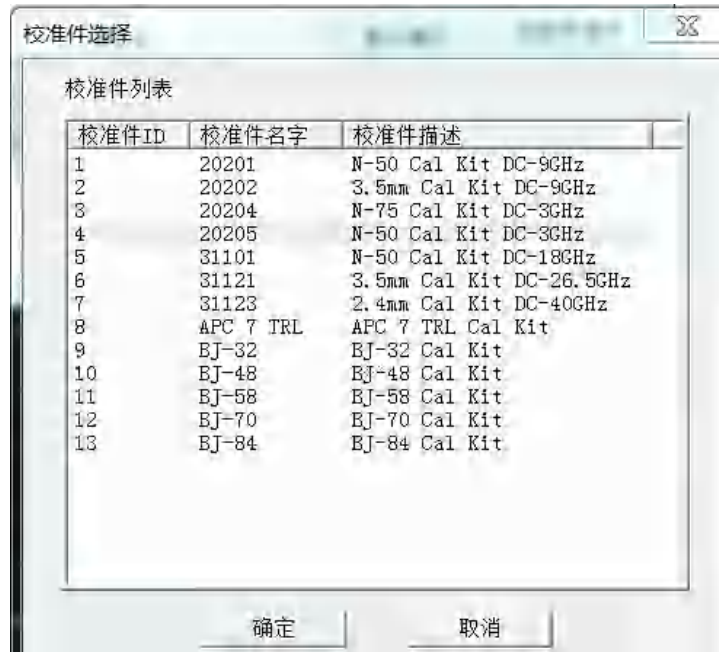 校准件选择
校准件列表
校准件ID 校准件名字 校准件描述
1 20201 N-50 Cal Kit DC-9GHz
2 20202 3.5mm Cal Kit DC-9GHz
3 20204 N-75 Cal Kit DC-3GHz
4 20205 N-50 Cal Kit DC-3GHz
5 31101 N-50 Cal Kit DC-18GHz
6 31121 3.5mm Cal Kit DC-26.5GHz
7 31123 2.4mm Cal Kit DC-40GHz
8 APC 7 TRL APC 7 TRL Cal Kit
9 BJ-32 BJ-32 Cal Kit
10 BJ-48 BJ-48 Cal Kit
11 BJ-58 BJ-58 Cal Kit
12 BJ-70 BJ-70 Cal Kit
13 BJ-84 BJ-84 Cal Kit
确定 取消